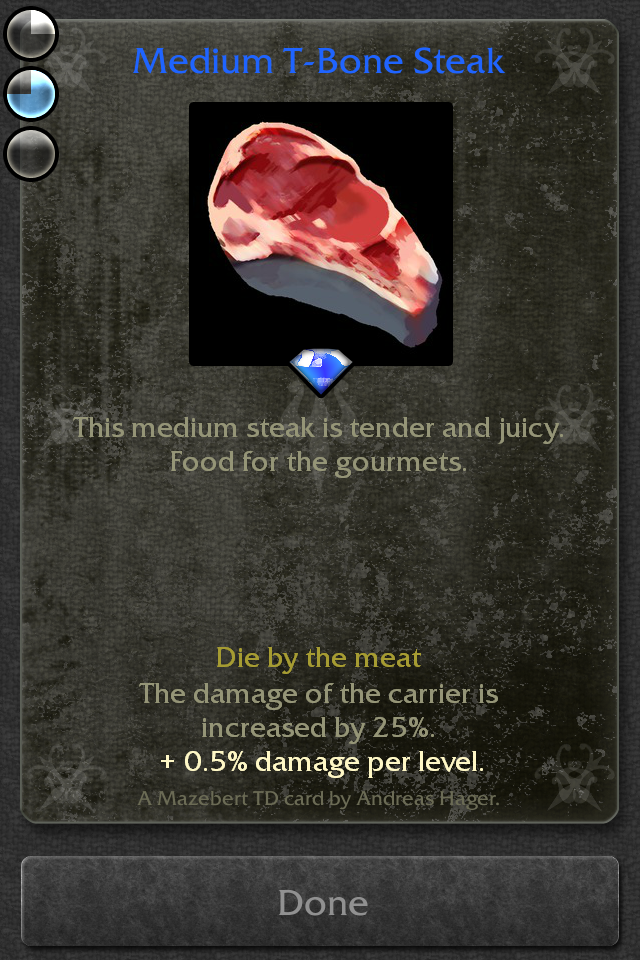 Medium T-Bone Steak
This medium steak is tender and juicy.
Food for the gourmets.
Die by the meat
The damage of the carrier is
increased by 25%.
+ 0.5% damage per level.
A Mazebert TD card by Andreas Hager.
Done